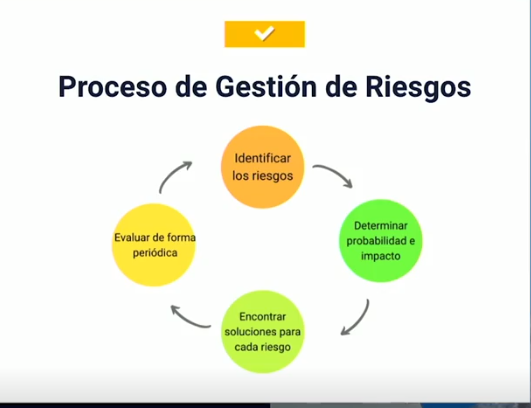 Proceso de Gestión de Riesgos
Identificar
los riesgos
Determinar
probabilidad e
impacto
Encontrar
soluciones para
cada riesgo
Evaluar de forma
periódica